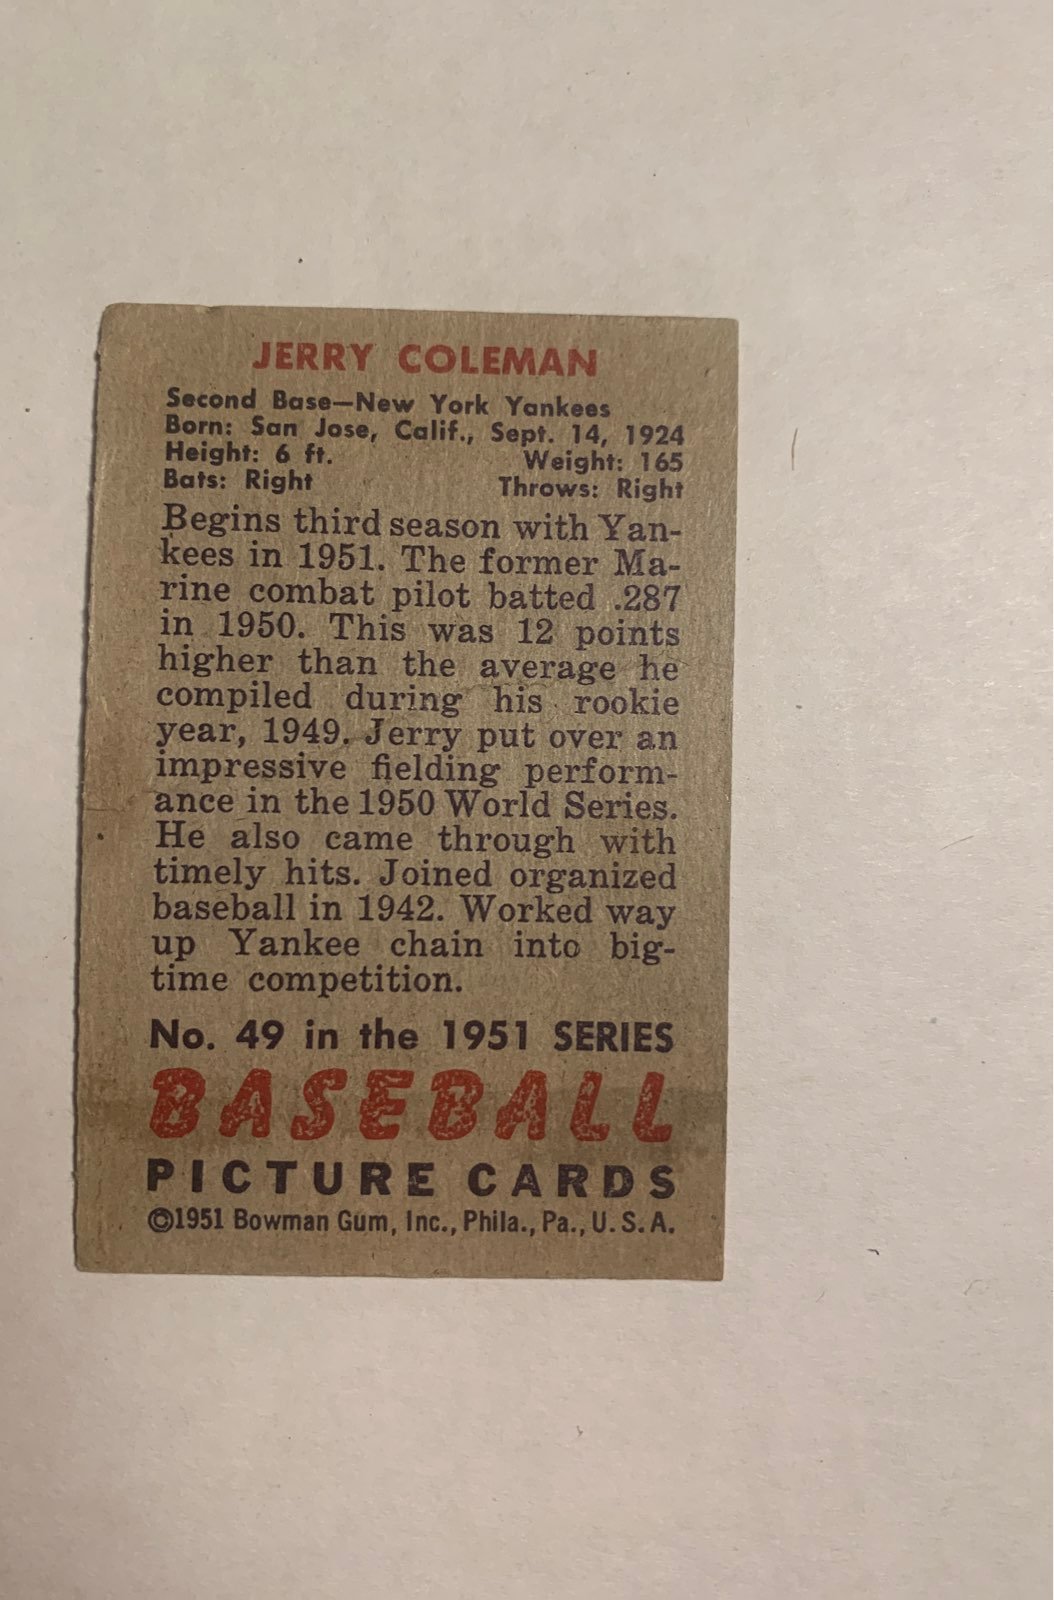 JERRY COLEMAN
Second Base—New York Yankees
Born: San Jose, Calif., Sept. 14, 1924
Height: 6 ft. Weight: 165
Bats: Right Throws: Right
Begins third season with Yan-
kees in 1951. The former Ma-
rine combat pilot batted .287
in 1950. This was 12 points
higher than the average he
compiled during his rookie
year, 1949. Jerry put over an
impressive fielding perform-
ance in the 1950 World Series.
He also came through with
timely hits. Joined organized
baseball in 1942. Worked way
up Yankee chain into big-
time competition.
No. 49 in the 1951 SERIES
BASEBALL
PICTURE CARDS
©1951 Bowman Gum, Inc., Phila., Pa., U.S.A.